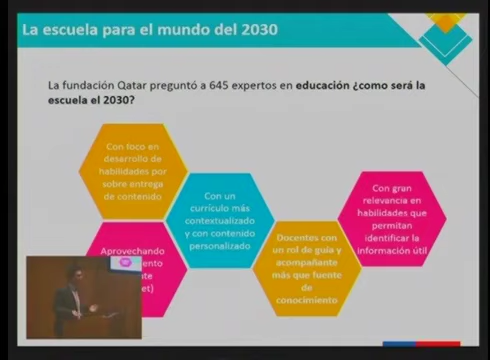 La escuela para el mundo del 2030
La fundación Qatar preguntó a 645 expertos en educación ¿como será la
escuela el 2030?
Con foco en
desarrollo de
habilidades por
sobre entrega
de contenido
Con un
currículo más
contextualizado
y con contenido
personalizado
Con gran
relevancia en
habilidades que
permitan
identificar la
información útil
Aprovechando
Docentes con
un rol de guía y
acompañante
más que fuente
de
conocimiento